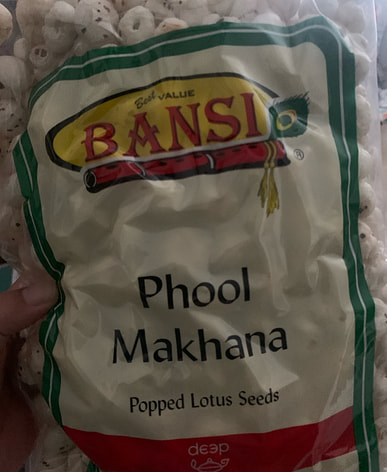 Best VALUE
BANSI
®
Phool
Makhana
Popped Lotus Seeds
deep